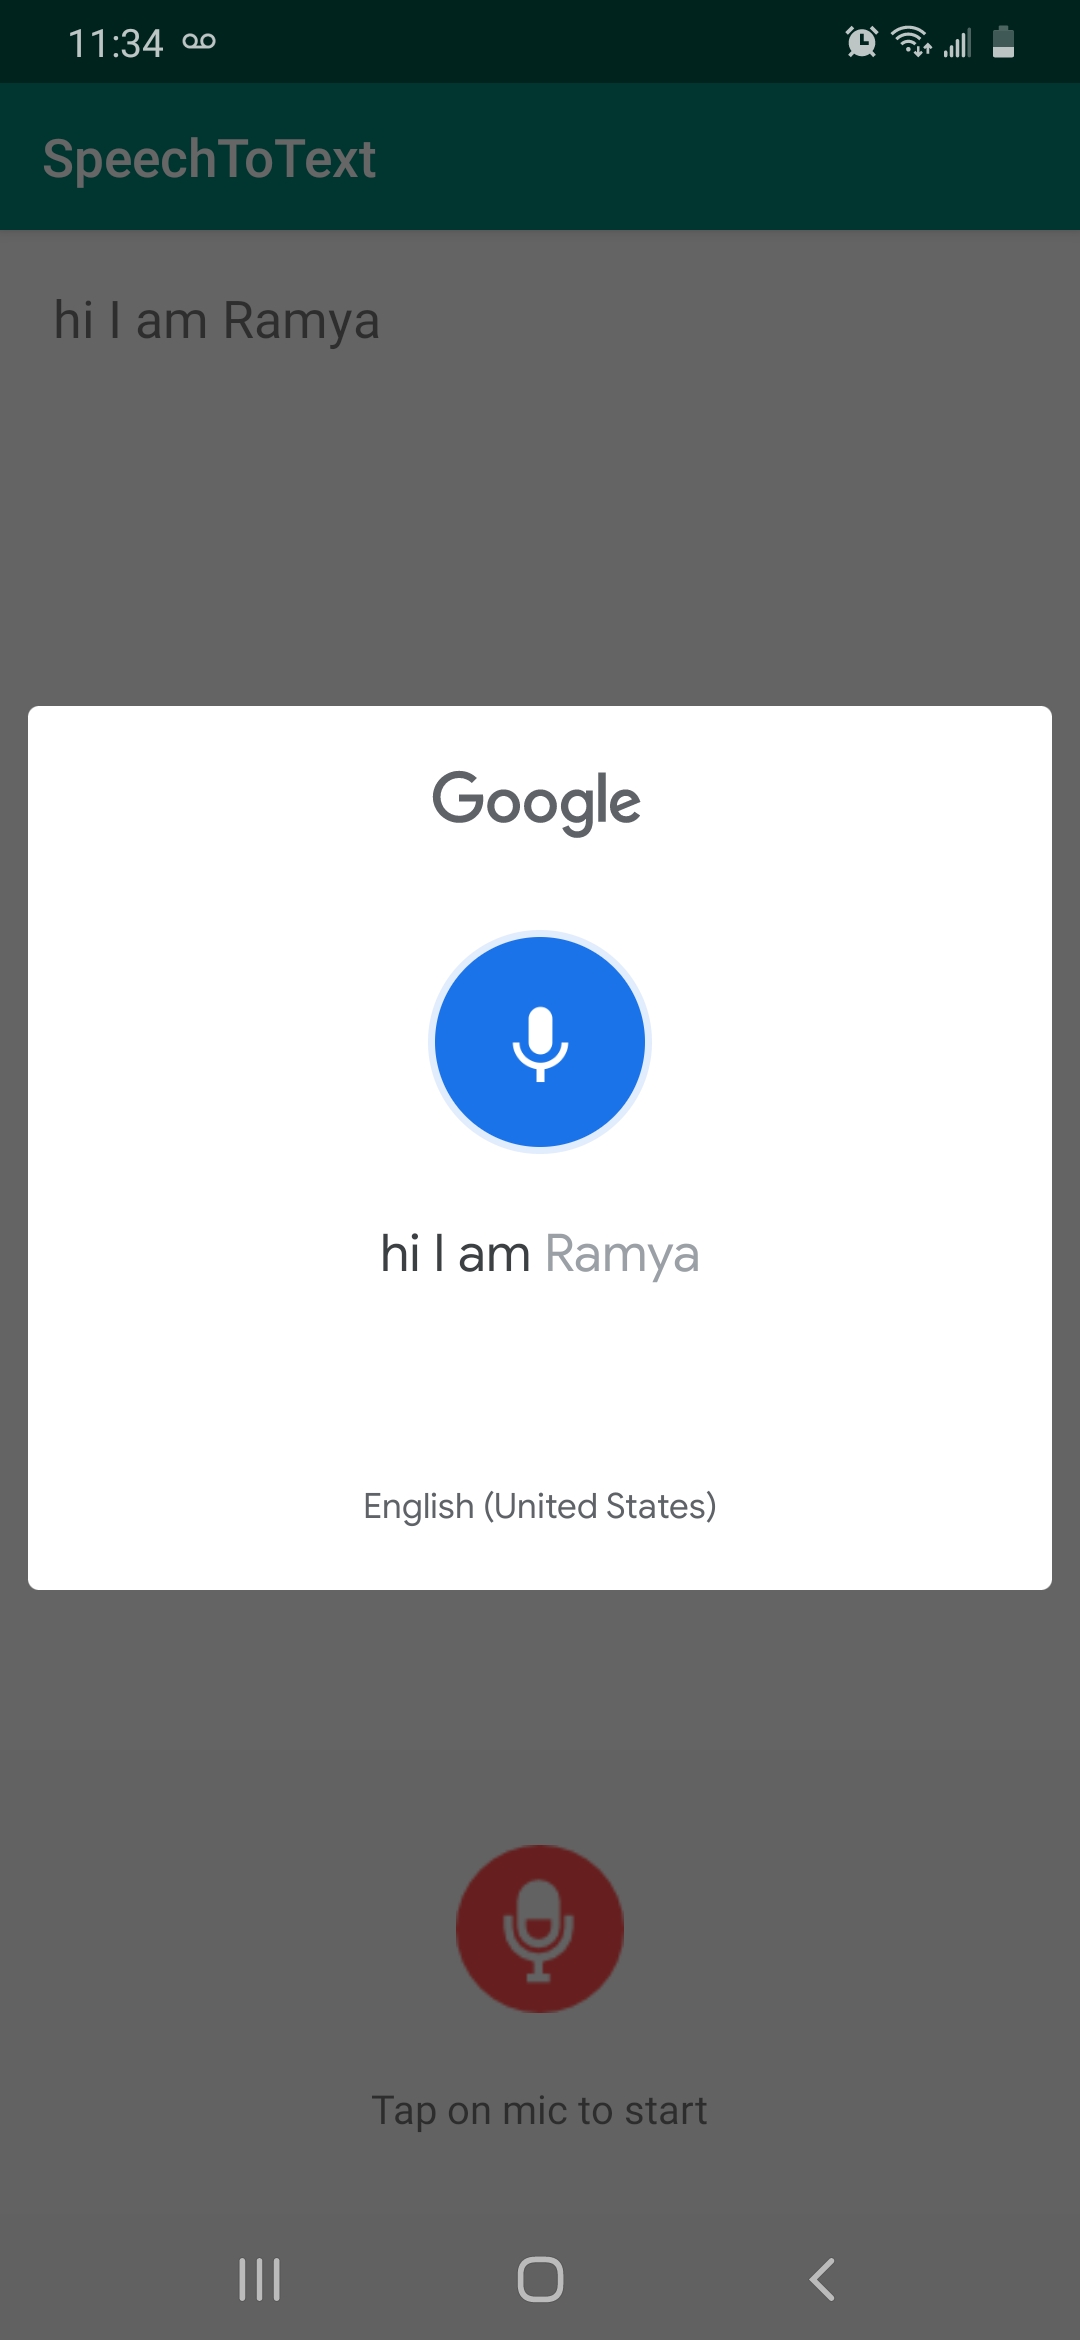 11:34
SpeechToText
hi I am Ramya
Google
hi I am Ramya
English (United States)
Tap on mic to start